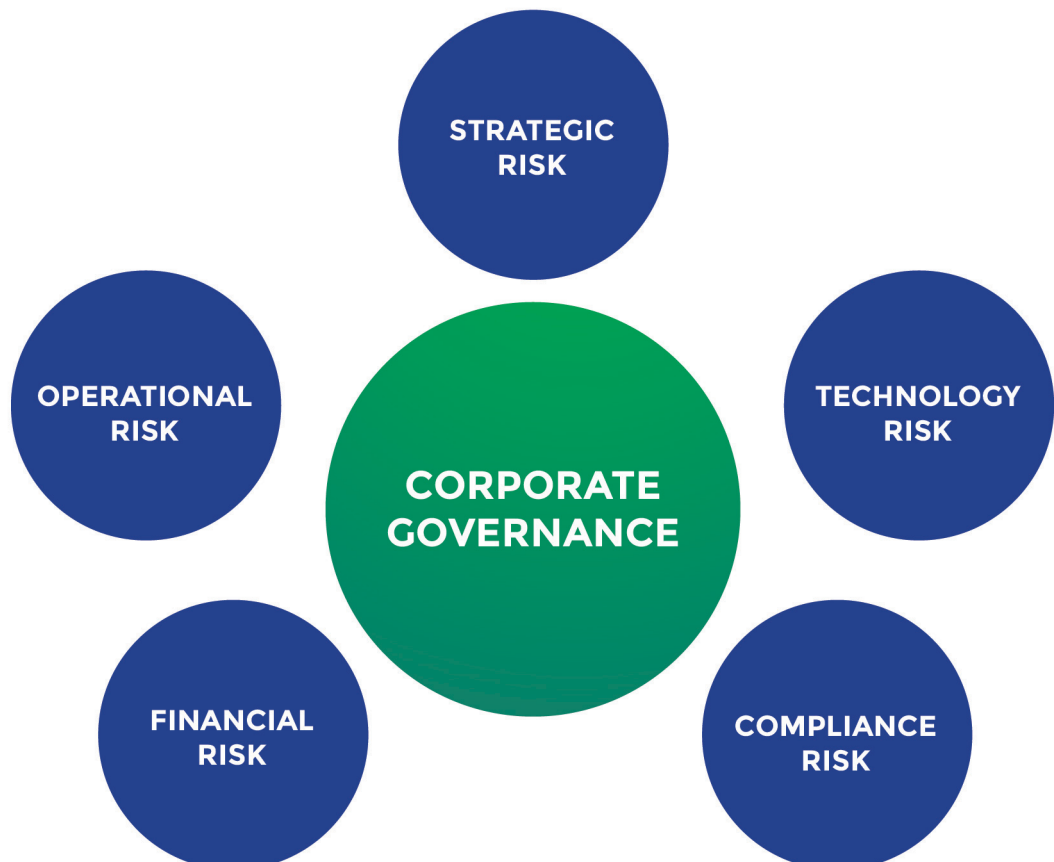 STRATEGIC
RISK
OPERATIONAL
RISK
TECHNOLOGY
RISK
CORPORATE
GOVERNANCE
FINANCIAL
RISK
COMPLIANCE
RISK